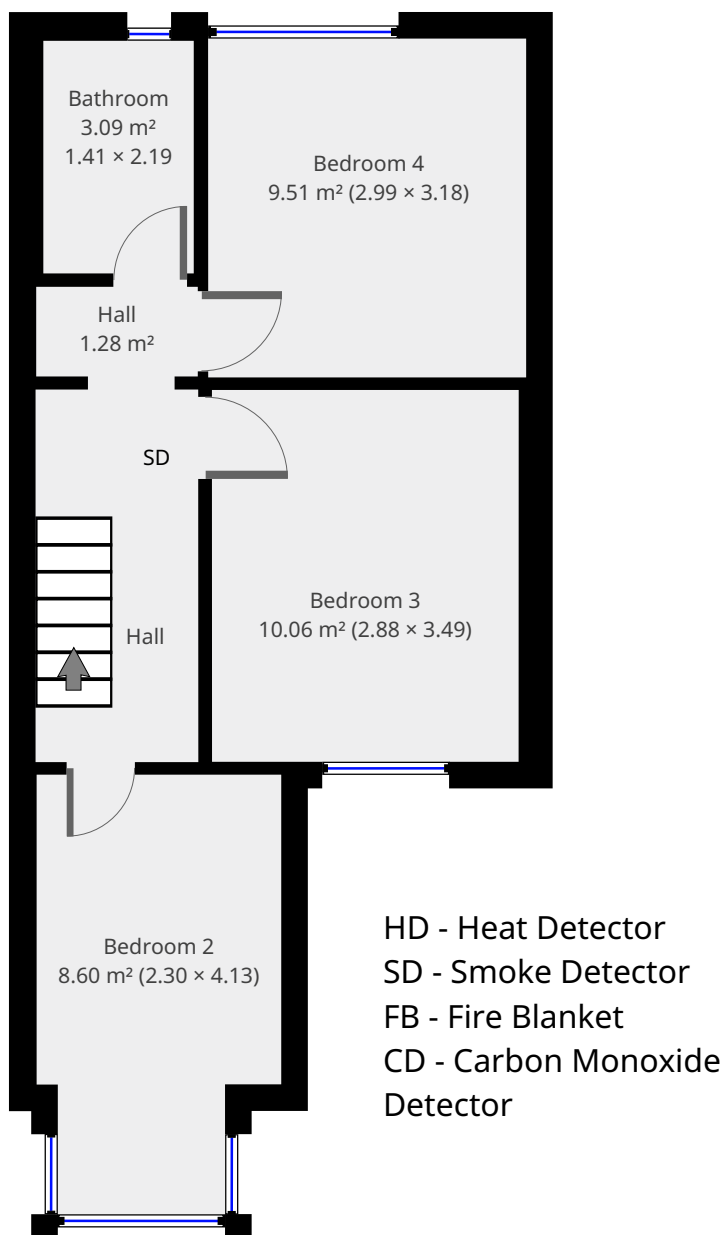 Bathroom
3.09 m²
1.41 × 2.19
Bedroom 4
9.51 m² (2.99 × 3.18)
Hall
1.28 m²
SD
Bedroom 3
10.06 m² (2.88 × 3.49)
Hall
Bedroom 2
8.60 m² (2.30 × 4.13)
HD - Heat Detector
SD - Smoke Detector
FB - Fire Blanket
CD - Carbon Monoxide
Detector